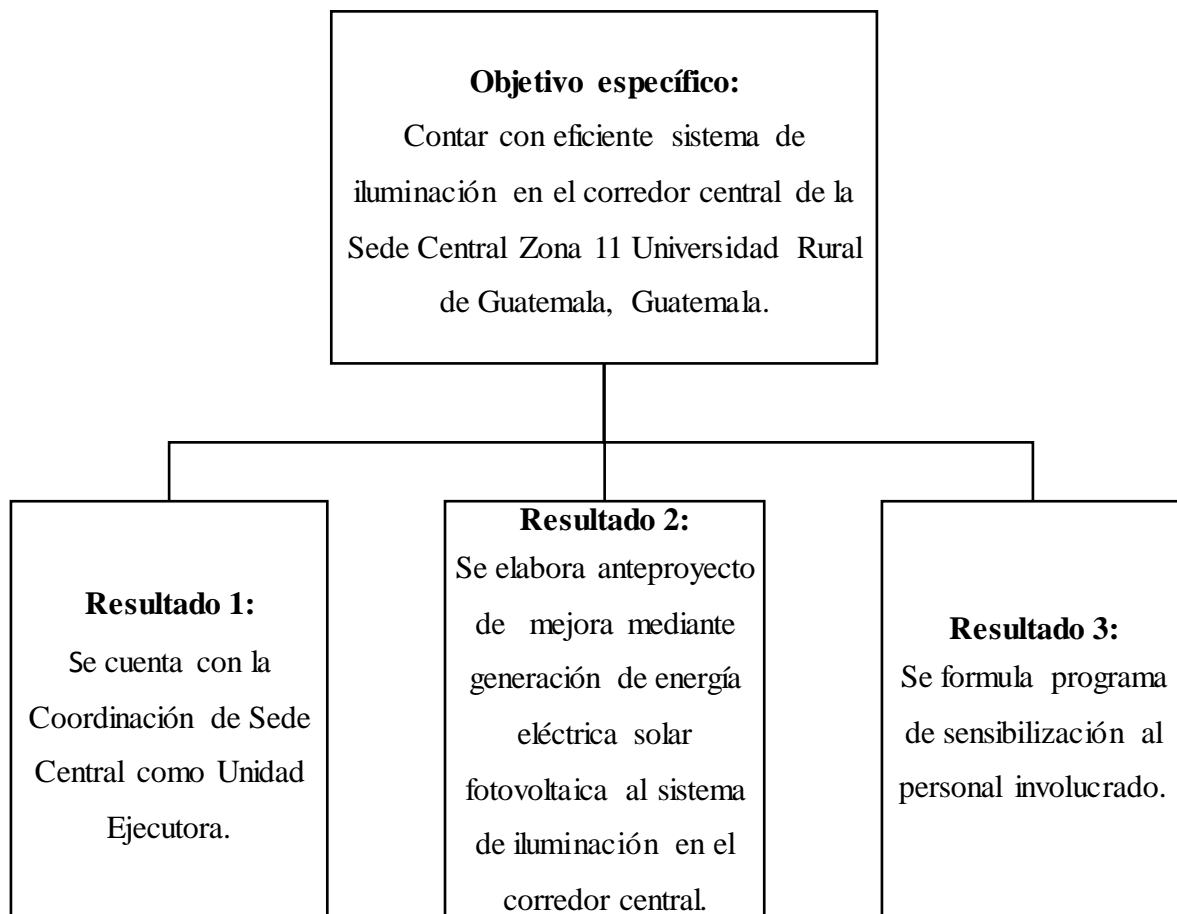 Objetivo específico:
Contar con eficiente sistema de
iluminación en el corredor central de la
Sede Central Zona 11 Universidad Rural
de Guatemala, Guatemala.
Resultado 1:
Se cuenta con la
Coordinación de Sede
Central como Unidad
Ejecutora.
Resultado 2:
Se elabora anteproyecto
de mejora mediante
generación de energía
eléctrica solar
fotovoltaica al sistema
de iluminación en el
corredor central.
Resultado 3:
Se formula programa
de sensibilización al
personal involucrado.